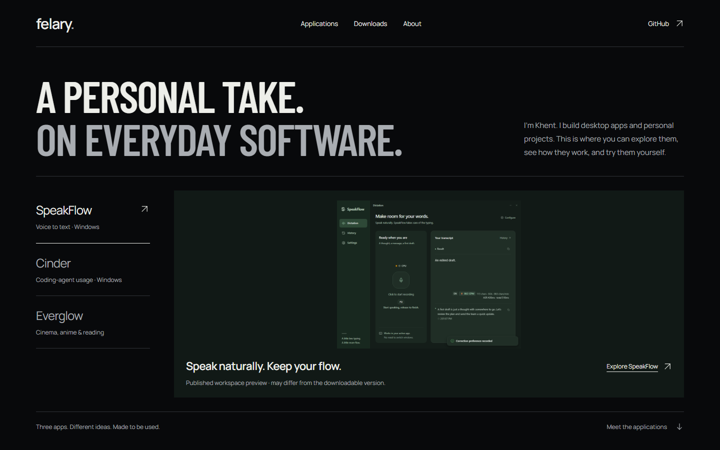 felary.
Applications
Downloads
About
GitHub
A PERSONAL TAKE.
ON EVERYDAY SOFTWARE.
I'm Khent. I build desktop apps and personal
projects. This is where you can explore them,
see how they work, and try them yourself.
SpeakFlow
Voice to text · Windows
Cinder
Coding-agent usage · Windows
Everglow
Cinema, anime & reading
SpeakFlow
Make room for your words.
Configure
History
Settings
Ready when you are
Your transcript
Speak naturally. Keep your flow.
Published workspace preview · may differ from the downloadable version.
Explore SpeakFlow
Three apps. Different ideas. Made to be used.
Meet the applications